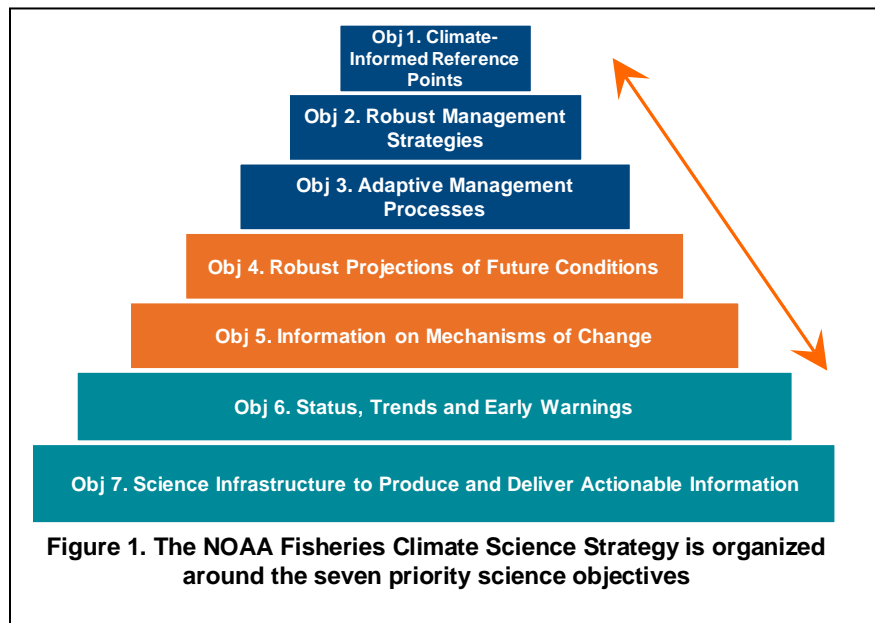 Obj 1. Climate-
Informed Reference
Points
Obj 2. Robust Management
Strategies
Obj 3. Adaptive Management
Processes
Obj 4. Robust Projections of Future Conditions
Obj 5. Information on Mechanisms of Change
Obj 6. Status, Trends and Early Warnings
Obj 7. Science Infrastructure to Produce and Deliver Actionable Information
Figure 1. The NOAA Fisheries Climate Science Strategy is organized
around the seven priority science objectives